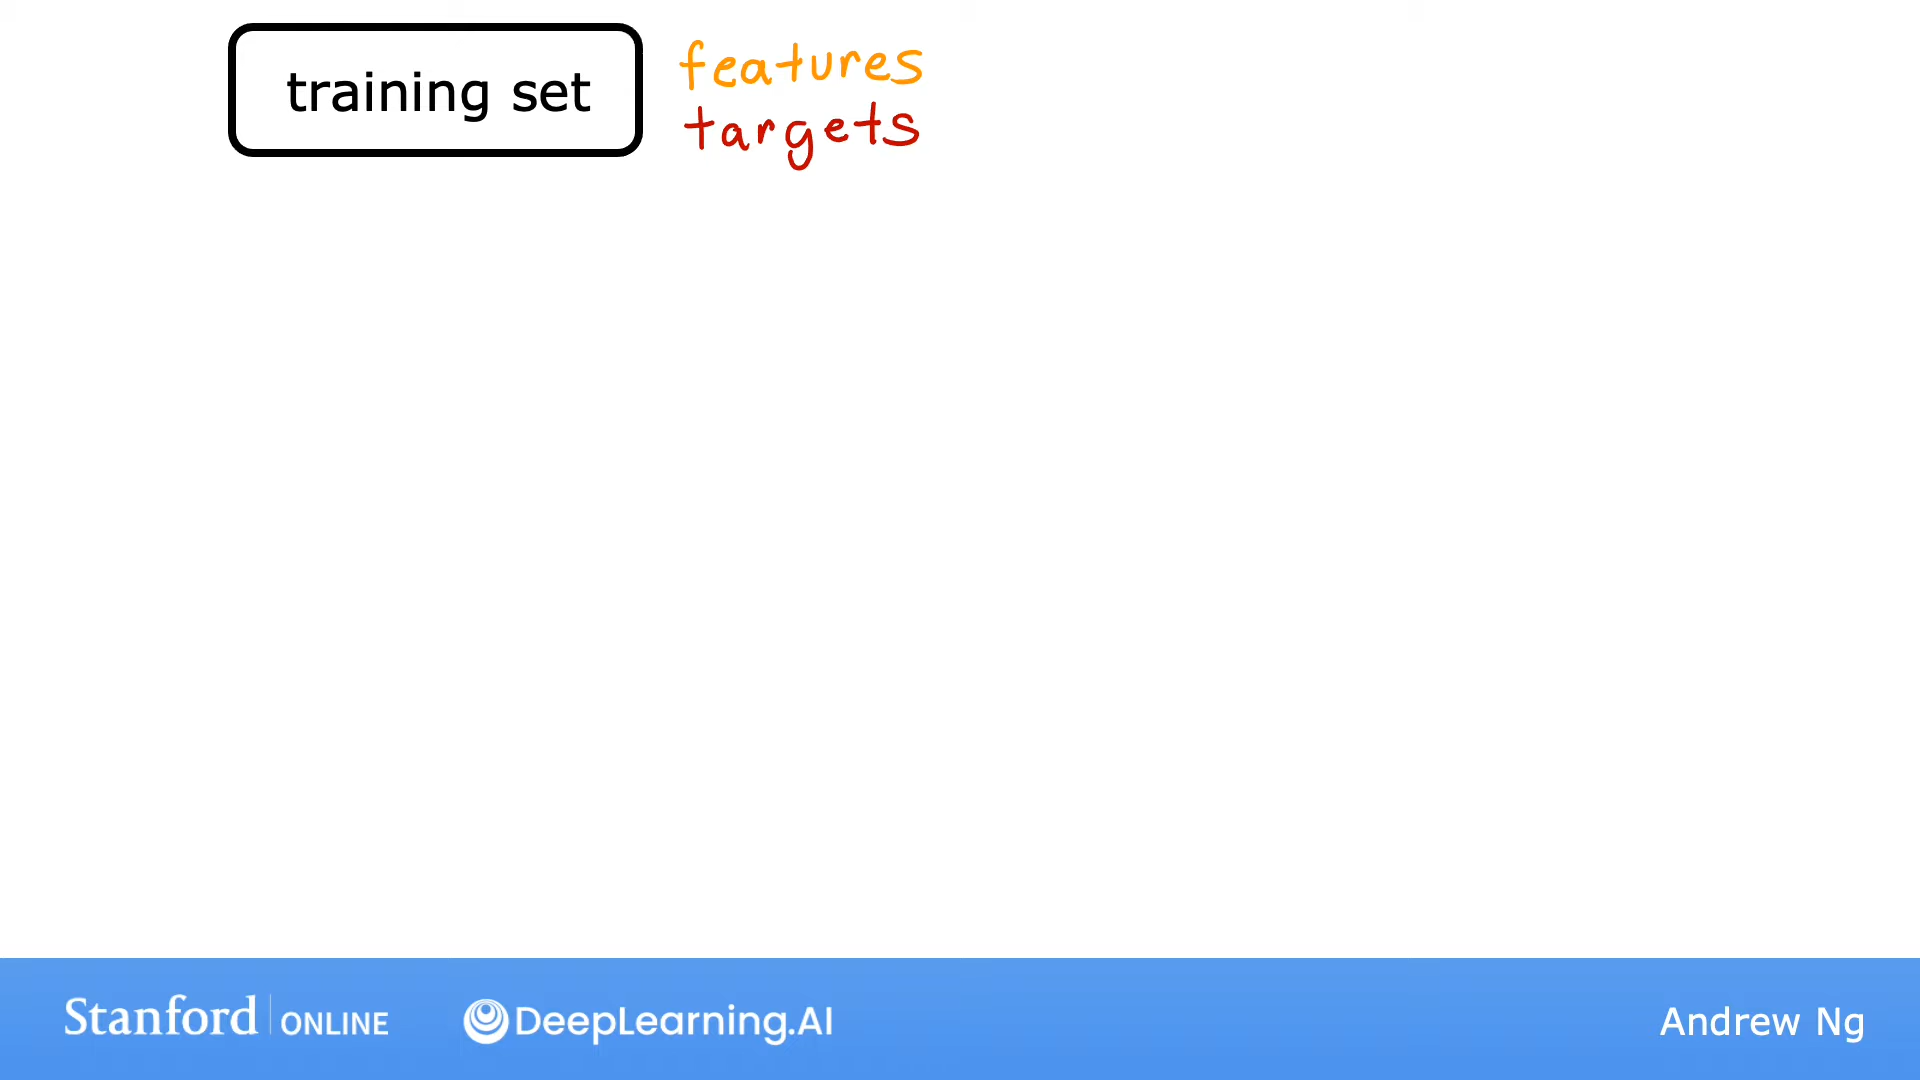 training set
features
targets
Stanford ONLINE
DeepLearning.AI
Andrew Ng